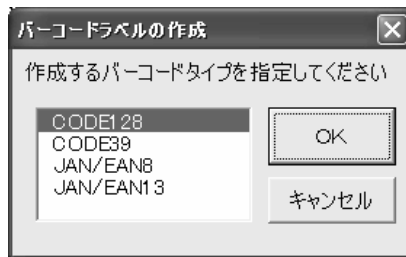 バーコードラベルの作成
作成するバーコードタイプを指定してください
CODE128
CODE39
JAN/EAN8
JAN/EAN13
OK
キャンセル